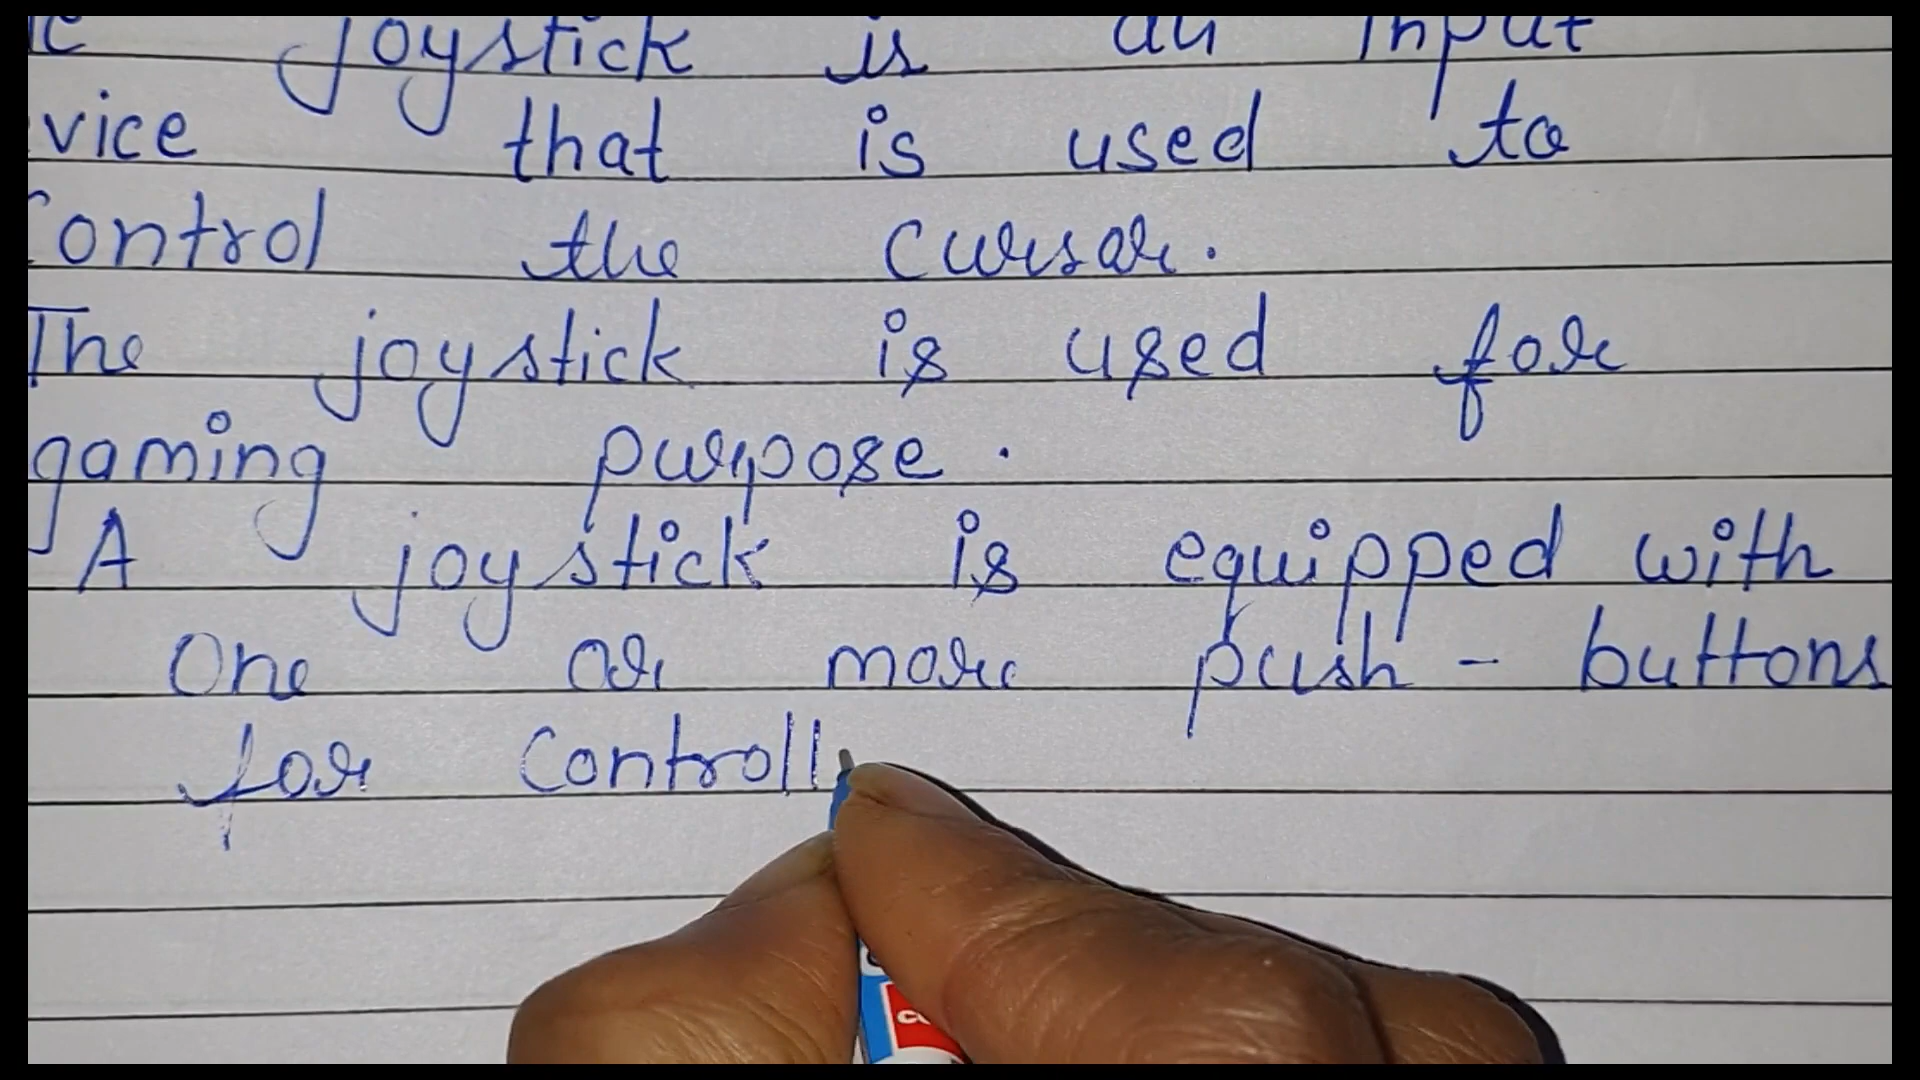 joystick is an input
vice that is used to
Control the cursor.
The joystick is used for
gaming purpose.
A joystick is equipped with
One or more push - buttons
for Controll